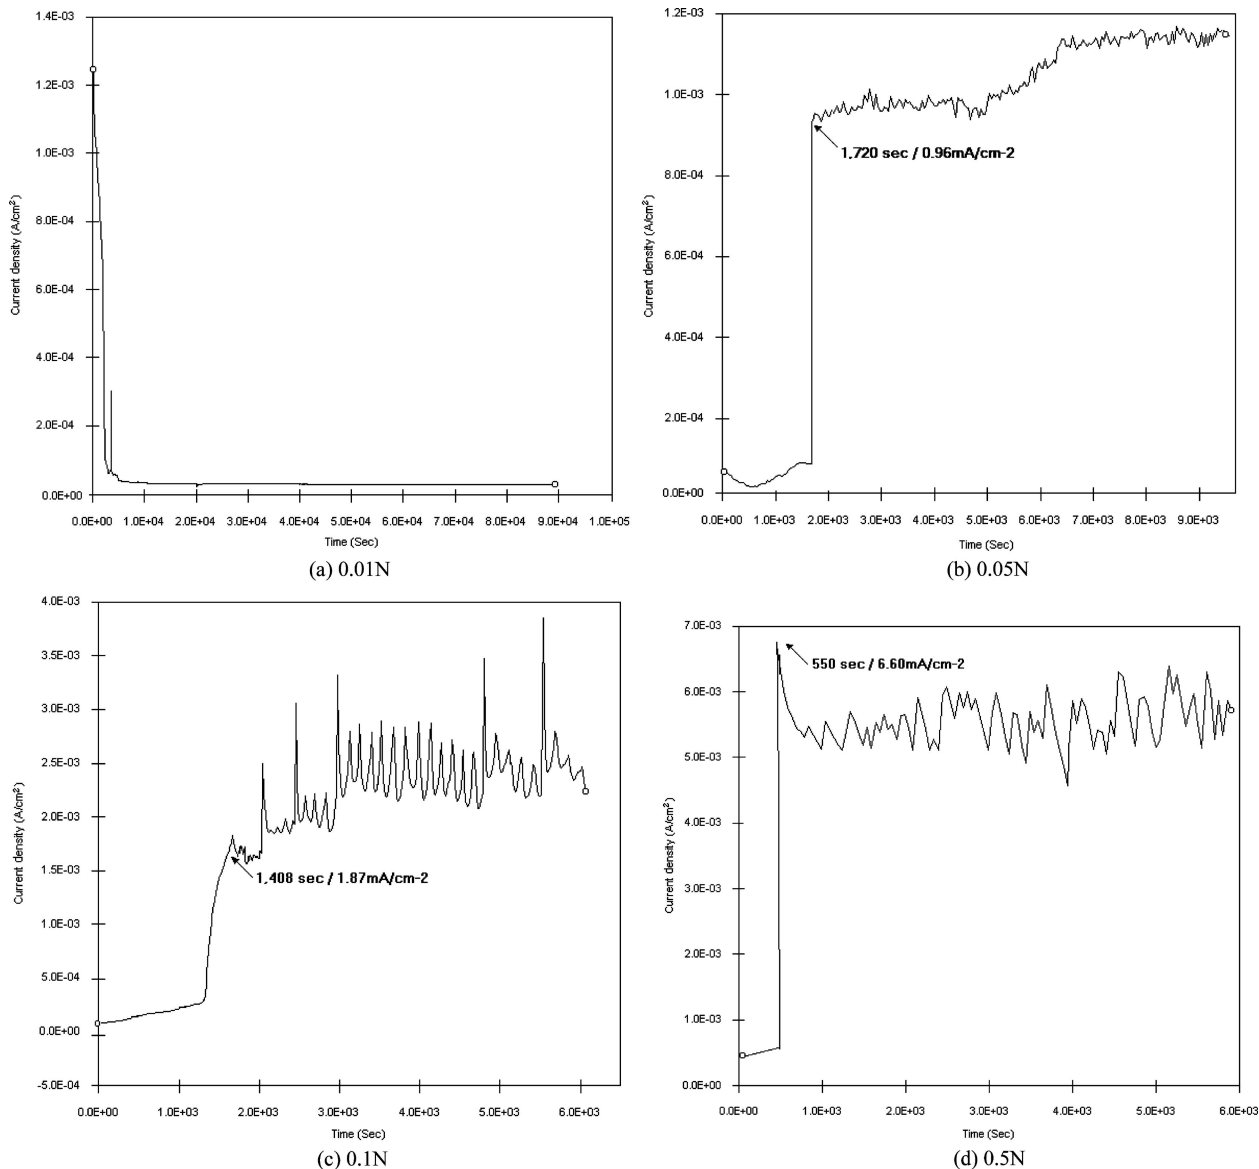 1.4E-03
1.2E-03
1.0E-03
8.0E-04
6.0E-04
4.0E-04
2.0E-04
0.0E+00
Current density (A/cm²)
0.0E+00 1.0E+04 2.0E+04 3.0E+04 4.0E+04 5.0E+04 6.0E+04 7.0E+04 8.0E+04 9.0E+04 1.0E+05
Time (Sec)
(a) 0.01N
1.2E-03
1.0E-03
8.0E-04
6.0E-04
4.0E-04
2.0E-04
0.0E+00
Current density (A/cm²)
1,720 sec / 0.96mA/cm-2
0.0E+00 1.0E+03 2.0E+03 3.0E+03 4.0E+03 5.0E+03 6.0E+03 7.0E+03 8.0E+03 9.0E+03
Time (Sec)
(b) 0.05N
4.0E-03
3.5E-03
3.0E-03
2.5E-03
2.0E-03
1.5E-03
1.0E-03
5.0E-04
0.0E+00
-5.0E-04
Current density (A/cm²)
1,408 sec / 1.87mA/cm-2
0.0E+00 1.0E+03 2.0E+03 3.0E+03 4.0E+03 5.0E+03 6.0E+03
Time (Sec)
(c) 0.1N
7.0E-03
6.0E-03
5.0E-03
4.0E-03
3.0E-03
2.0E-03
1.0E-03
0.0E+00
Current density (A/cm²)
550 sec / 6.60mA/cm-2
0.0E+00 1.0E+03 2.0E+03 3.0E+03 4.0E+03 5.0E+03 6.0E+03
Time (Sec)
(d) 0.5N